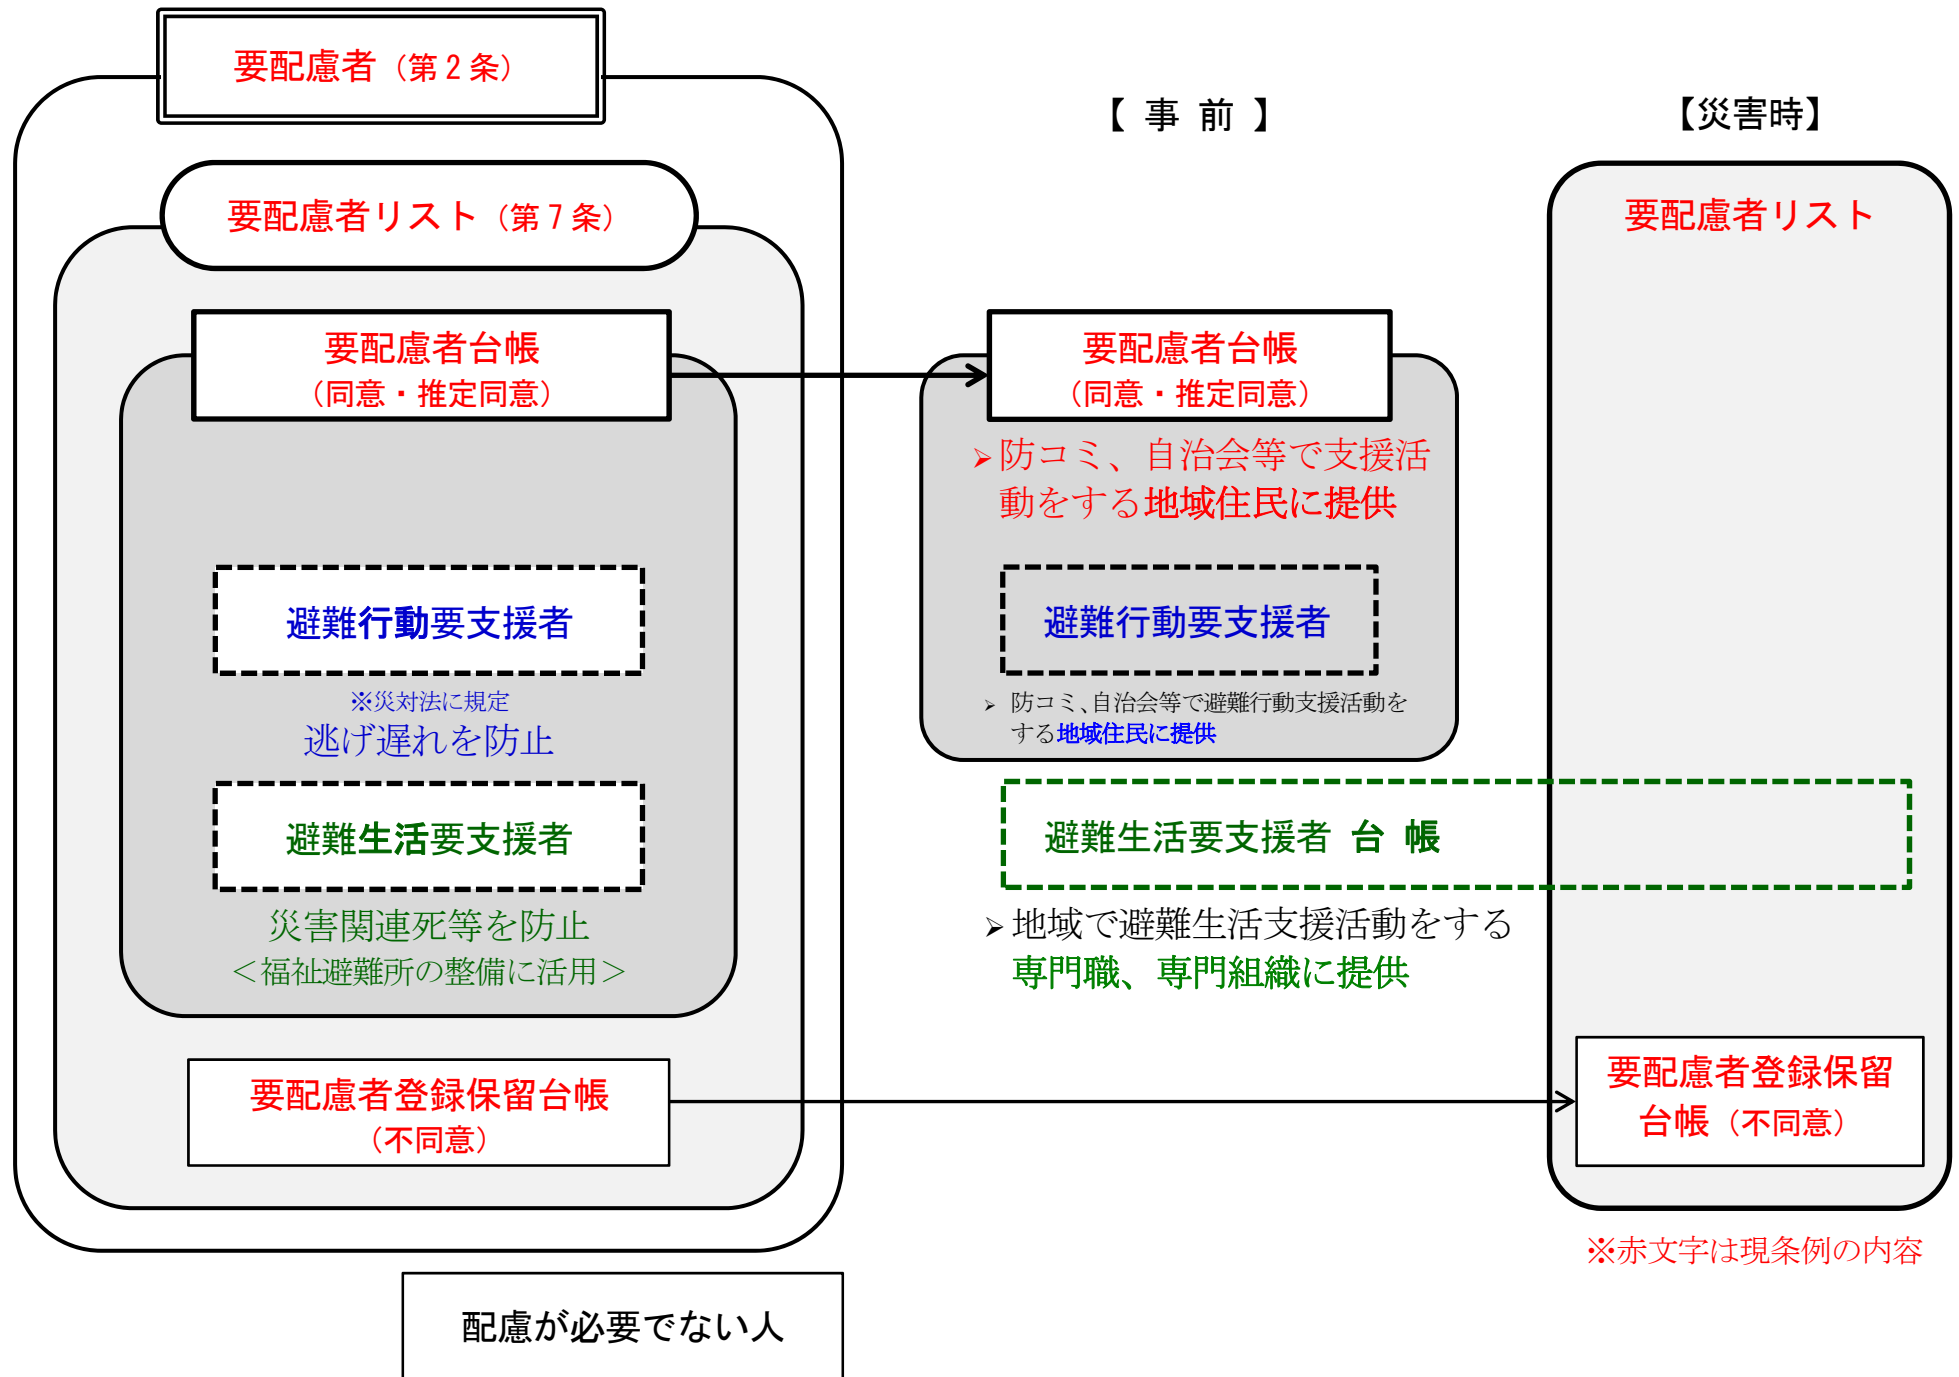 要配慮者（第２条）
要配慮者リスト（第７条）
要配慮者台帳
（同意・推定同意）
避難行動要支援者
※災対法に規定
逃げ遅れを防止
避難生活要支援者
災害関連死等を防止
＜福祉避難所の整備に活用＞
要配慮者登録保留台帳
（不同意）
配慮が必要でない人
【 事 前 】
要配慮者台帳
（同意・推定同意）
➢防コミ、自治会等で支援活
動をする地域住民に提供
避難行動要支援者
➢ 防コミ、自治会等で避難行動支援活動を
する地域住民に提供
避難生活要支援者 台 帳
➢地域で避難生活支援活動をする
専門職、専門組織に提供
【災害時】
要配慮者リスト
要配慮者登録保留
台帳（不同意）
※赤文字は現条例の内容